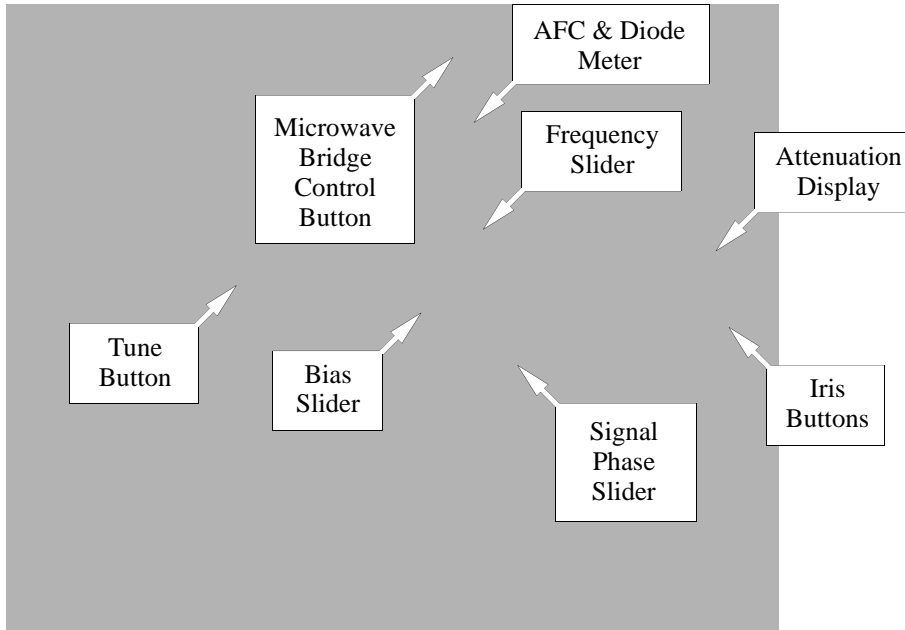 AFC & Diode
Meter
Microwave
Bridge
Control
Button
Frequency
Slider
Attenuation
Display
Tune
Button
Bias
Slider
Signal
Phase
Slider
Iris
Buttons